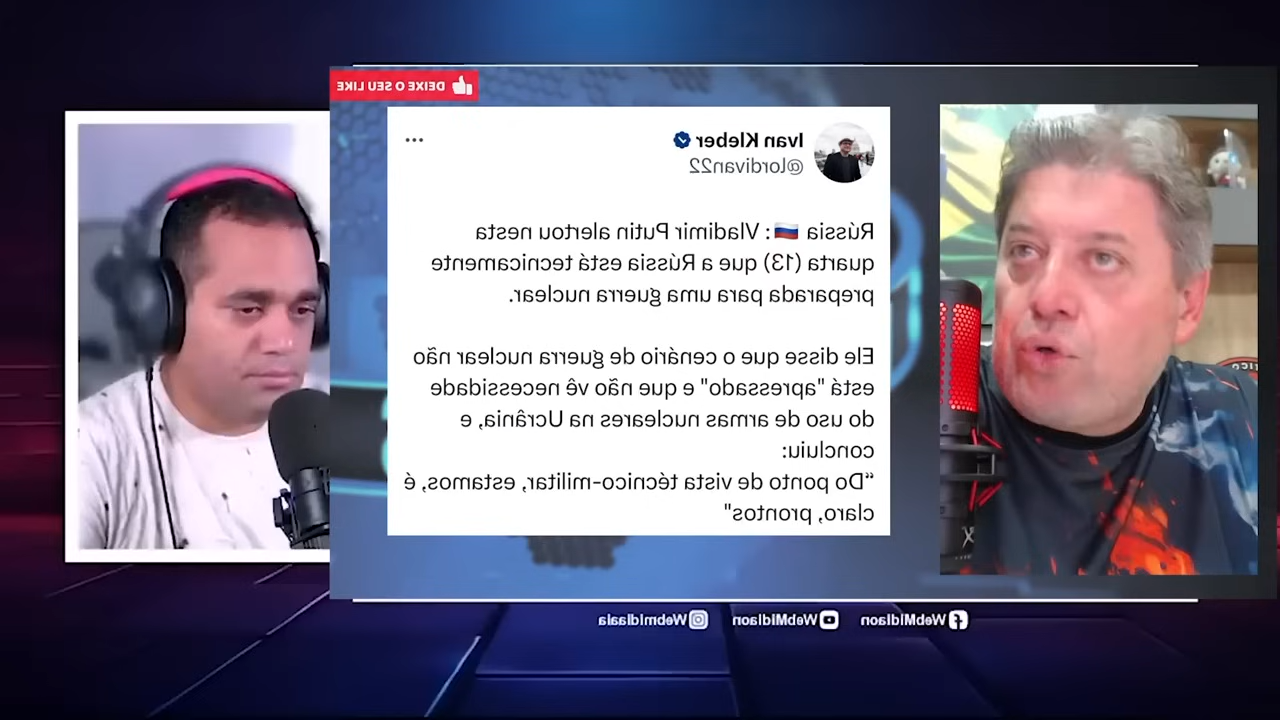 DEIXE O SEU LIKE
Ivan Kleber
@lordivan22
Rússia 🇷🇺: Vladimir Putin alertou nesta
quarta (13) que a Rússia está tecnicamente
preparada para uma guerra nuclear.
Ele disse que o cenário de guerra nuclear não
está "apressado" e que não vê necessidade
do uso de armas nucleares na Ucrânia, e
concluiu:
“Do ponto de vista técnico-militar, estamos, é
claro, prontos"
WebMidiaon
WebMidiaon
Webmidiaia